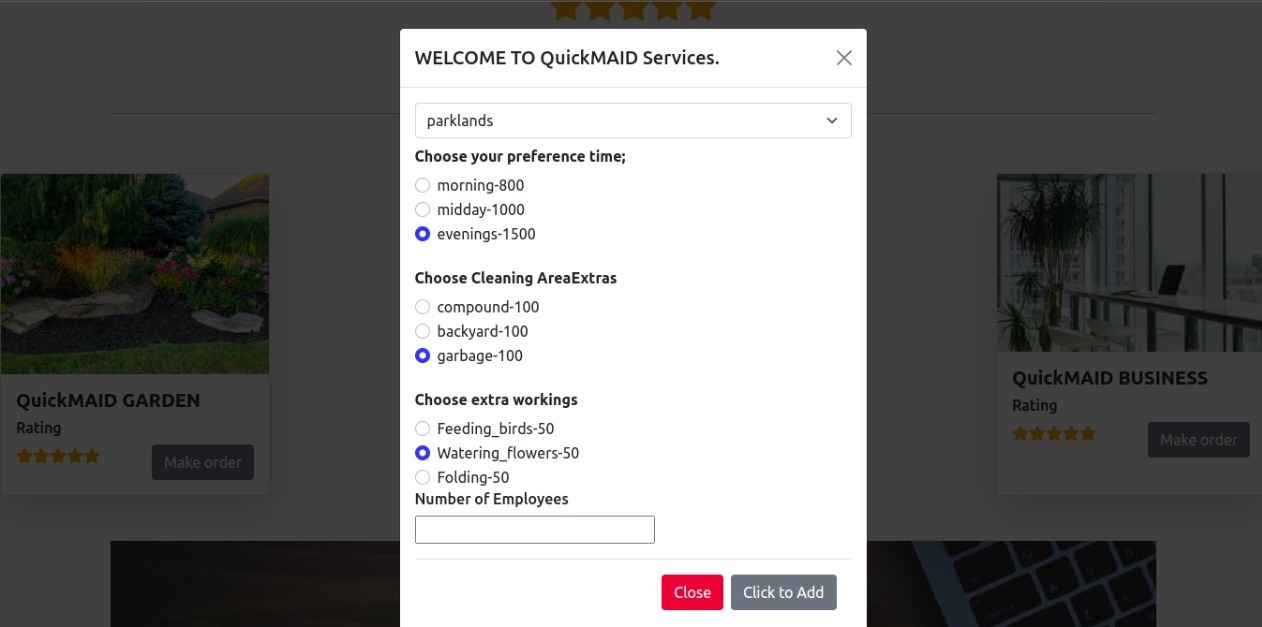 WELCOME TO QuickMAID Services.
parklands
Choose your preference time;
morning-800
midday-1000
evenings-1500
Choose Cleaning AreaExtras
compound-100
backyard-100
garbage-100
Choose extra workings
Feeding_birds-50
Watering_flowers-50
Folding-50
Number of Employees
Close Click to Add
QuickMAID GARDEN
Rating
Make order
QuickMAID BUSINESS
Rating
Make order